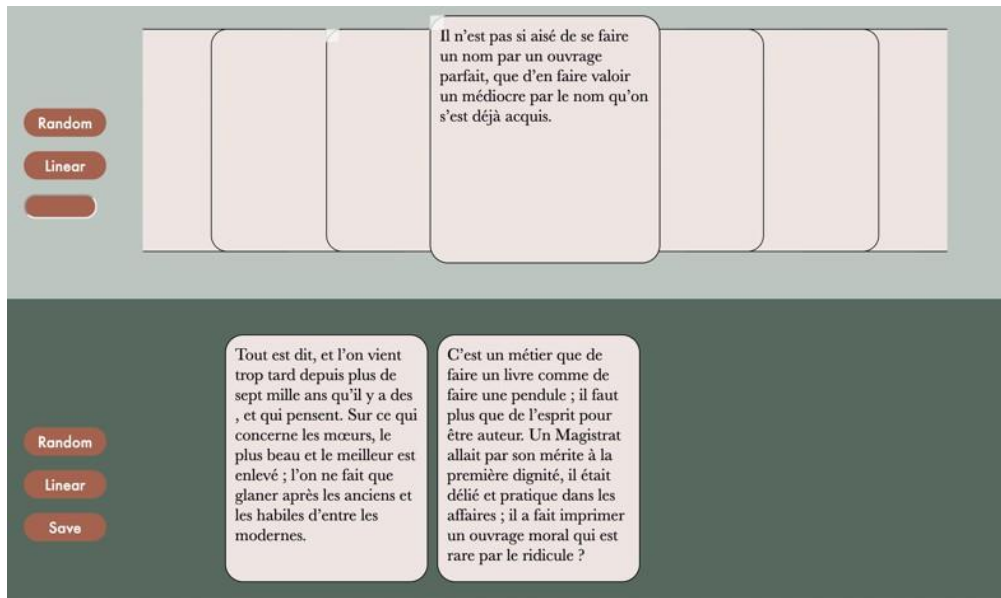 Random
Linear
Il n’est pas si aisé de se faire
un nom par un ouvrage
parfait, que d’en faire valoir
un médiocre par le nom qu’on
s’est déjà acquis.
Random
Linear
Save
Tout est dit, et l’on vient
trop tard depuis plus de
sept mille ans qu’il y a des
, et qui pensent. Sur ce qui
concerne les mœurs, le
plus beau et le meilleur est
enlevé ; l’on ne fait que
glaner après les anciens et
les habiles d’entre les
modernes.
C’est un métier que de
faire un livre comme de
faire une pendule ; il faut
plus que de l’esprit pour
être auteur. Un Magistrat
allait par son mérite à la
première dignité, il était
délié et pratique dans les
affaires ; il a fait imprimer
un ouvrage moral qui est
rare par le ridicule ?